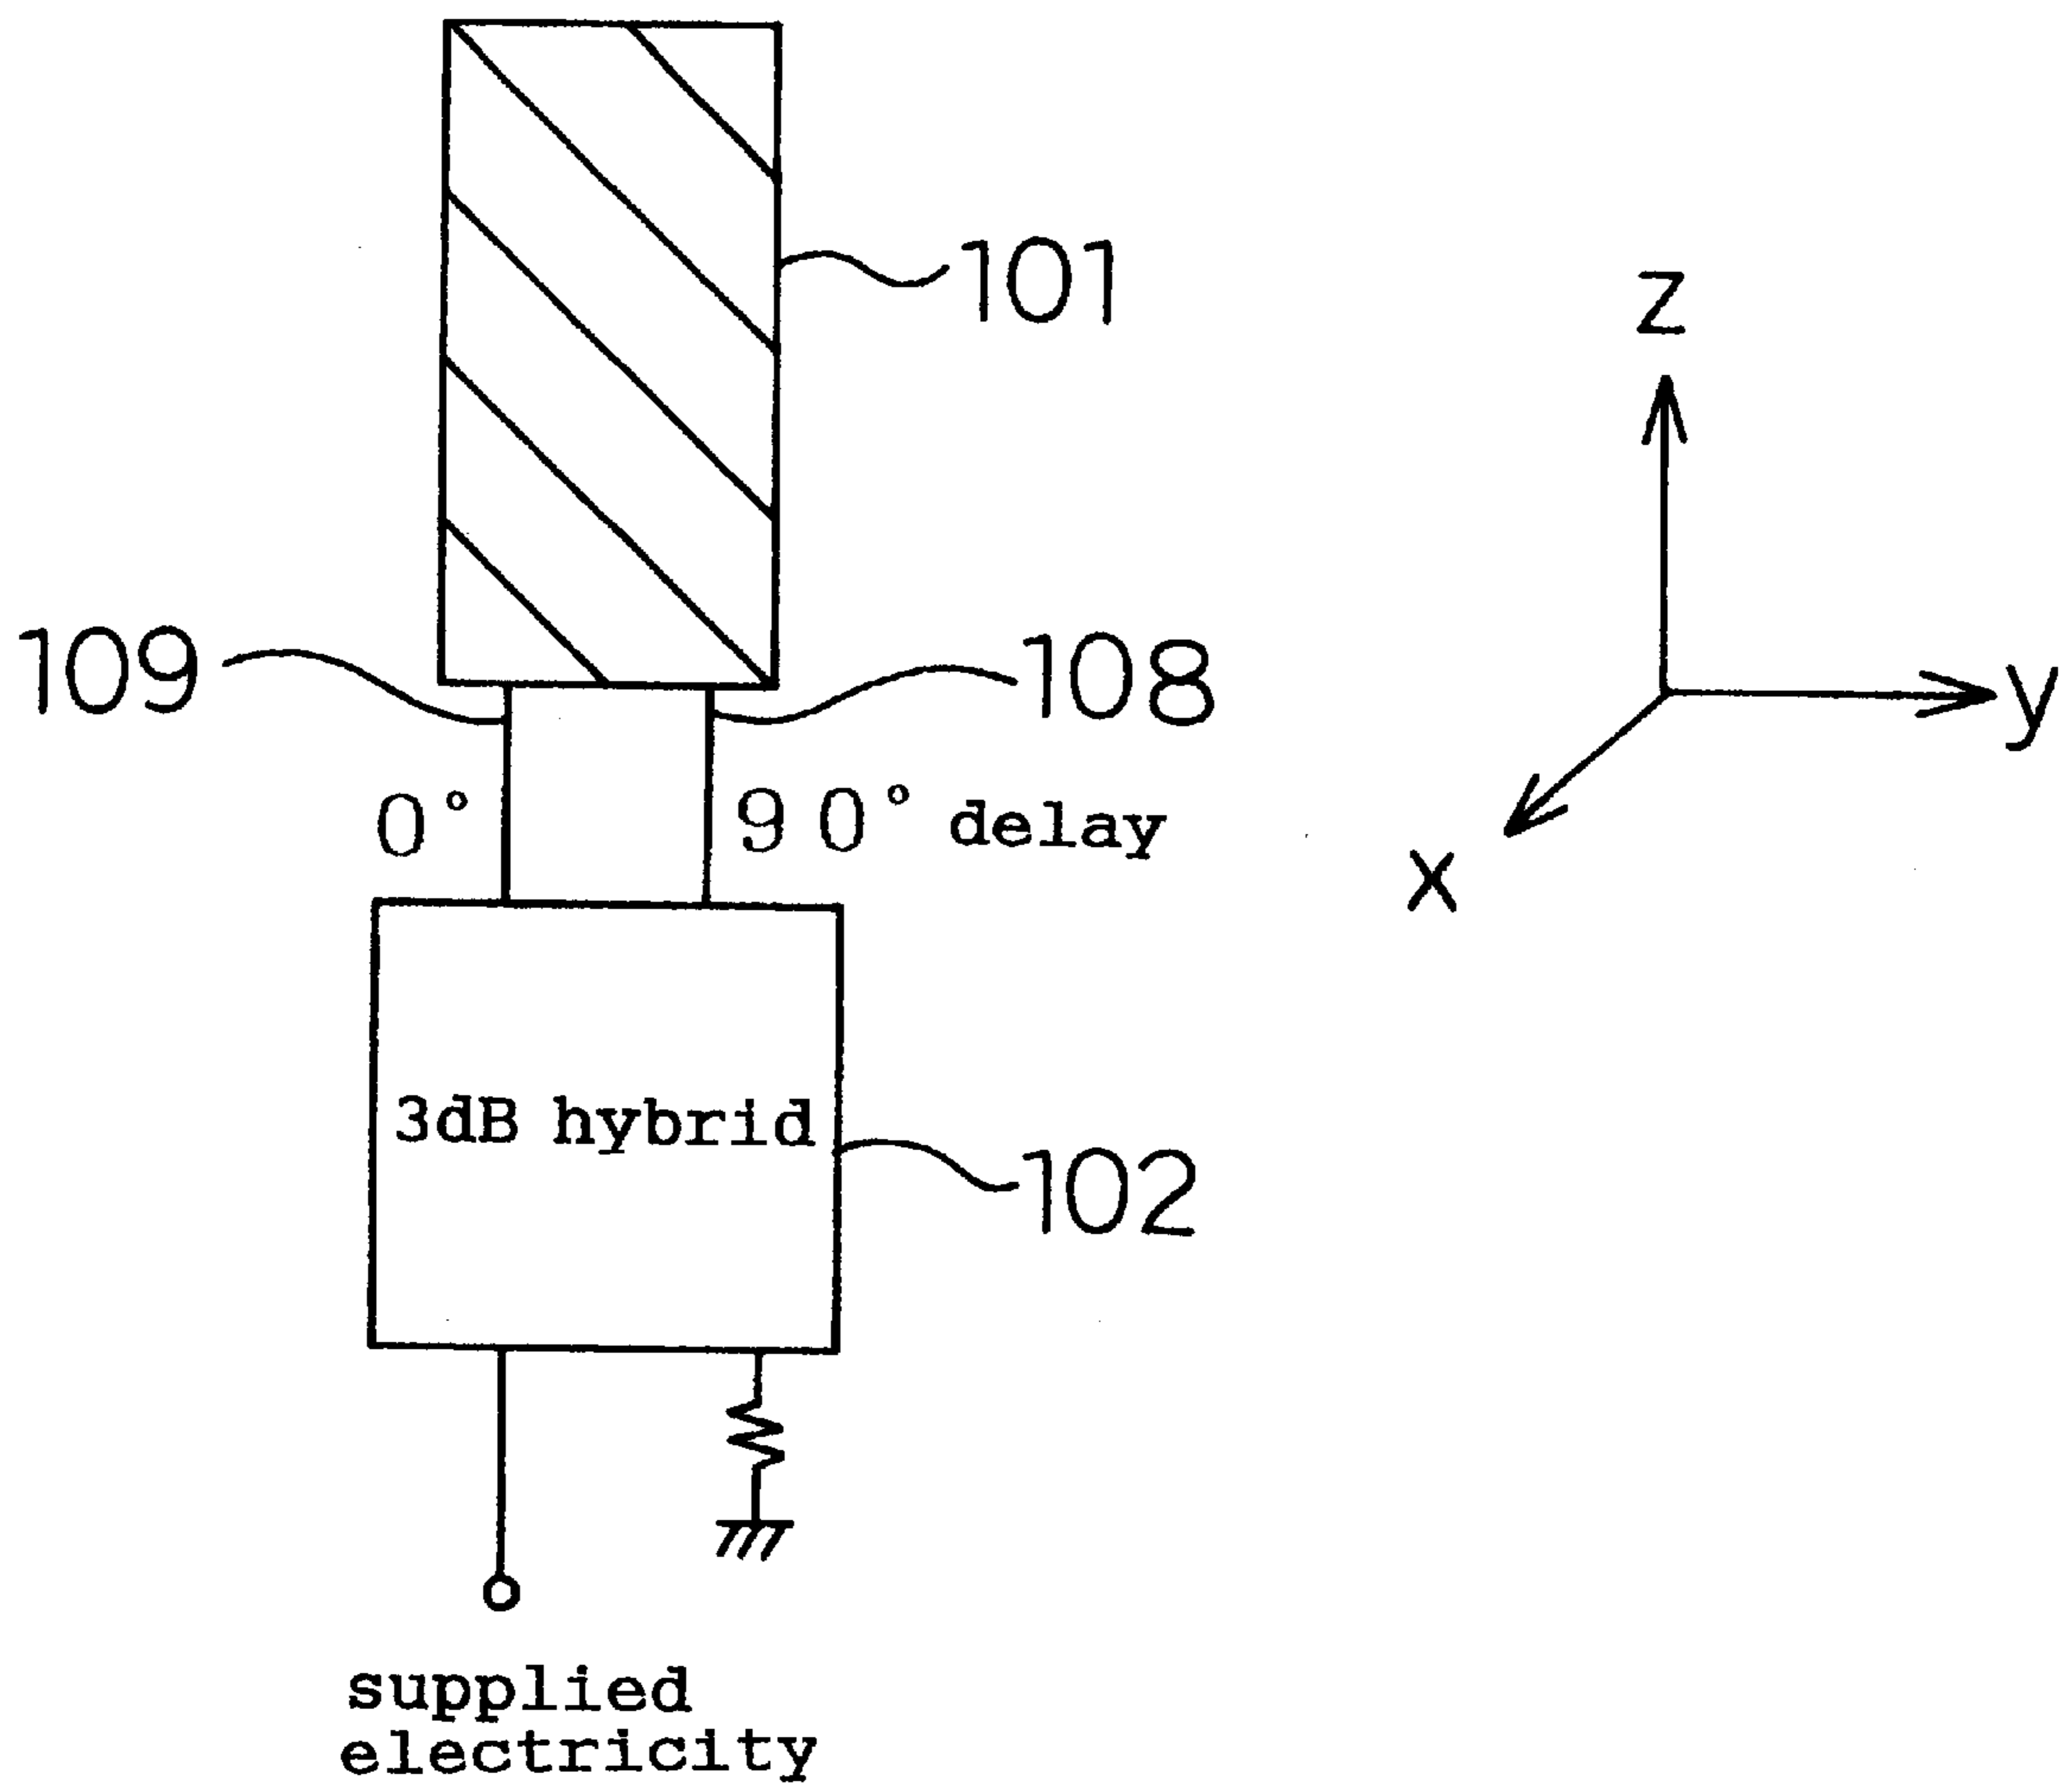 101
z
109
108
y
0°
90° delay
x
3dB hybrid
102
supplied
electricity